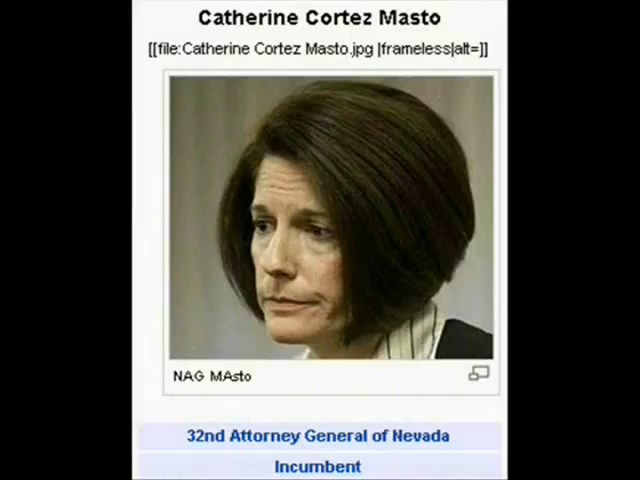 Catherine Cortez Masto
[[file:Catherine Cortez Masto.jpg |frameless|alt=]]
NAG MAsto
32nd Attorney General of Nevada
Incumbent